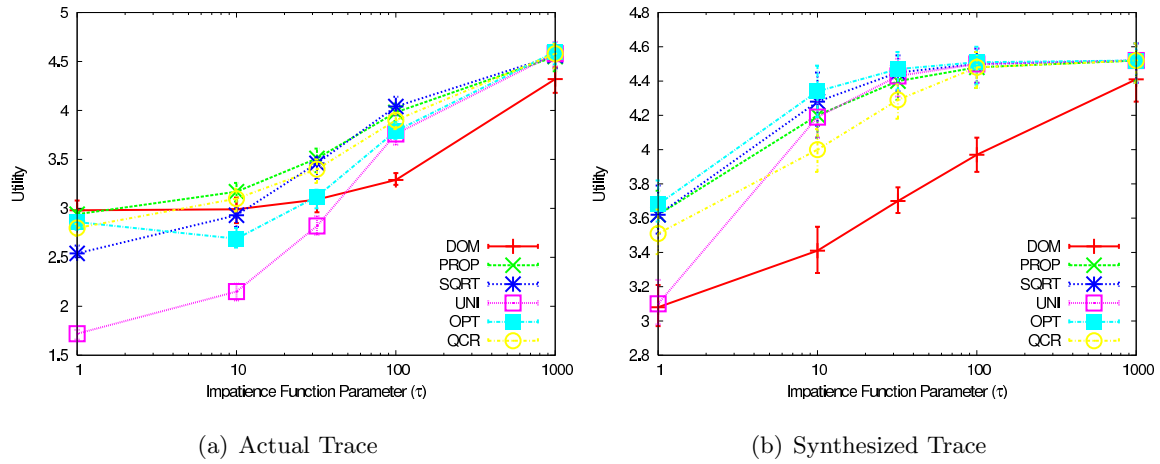 5
4.5
4
3.5
3
2.5
2
1.5
Utility
1 10 100 1000
Impatience Function Parameter (τ)
DOM
PROP
SQRT
UNI
OPT
QCR
(a) Actual Trace
4.8
4.6
4.4
4.2
4
3.8
3.6
3.4
3.2
3
2.8
Utility
1 10 100 1000
Impatience Function Parameter (τ)
DOM
PROP
SQRT
UNI
OPT
QCR
(b) Synthesized Trace